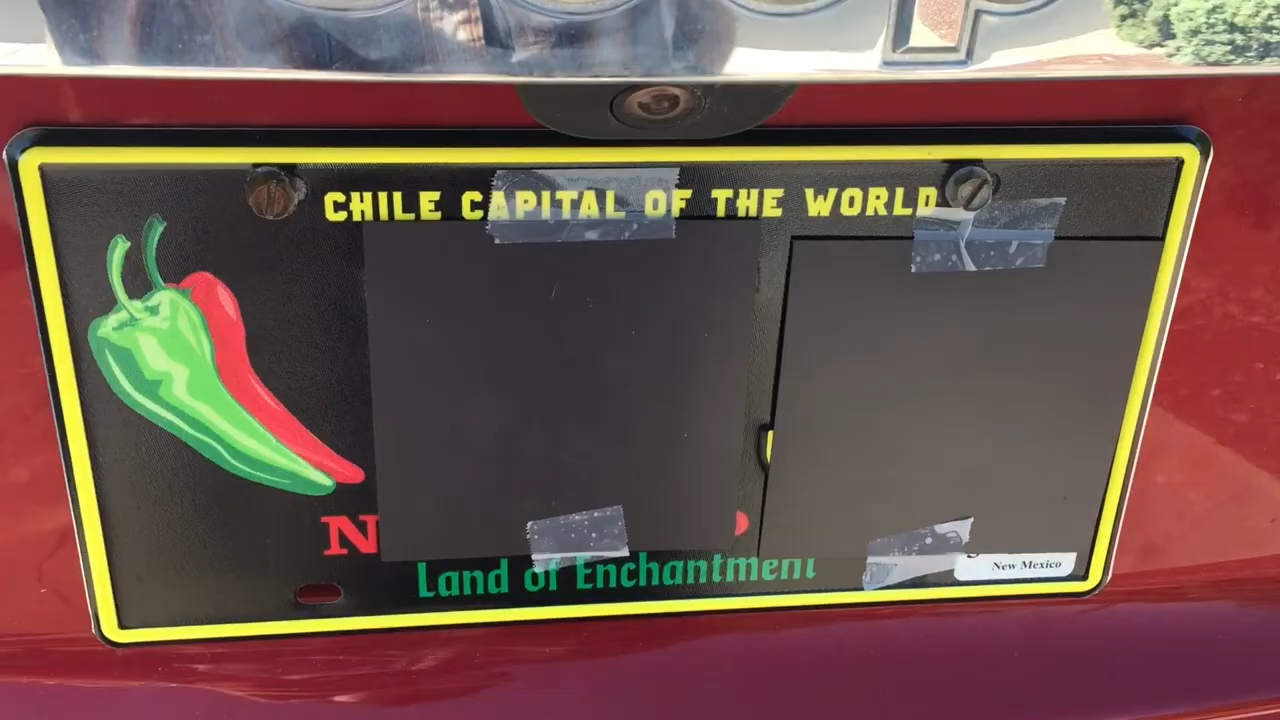 CHILE CAPITAL OF THE WORLD
N
Land of Enchantment
New Mexico